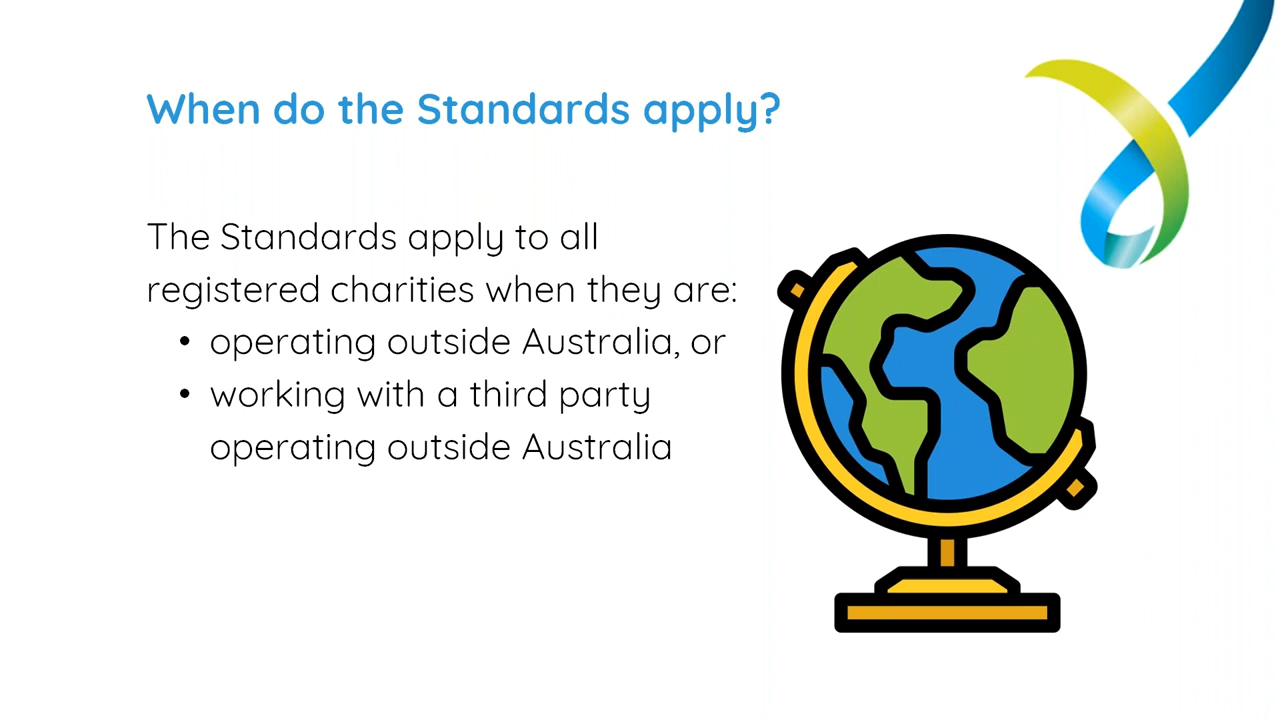 When do the Standards apply?
The Standards apply to all
registered charities when they are:
• operating outside Australia, or
• working with a third party
operating outside Australia